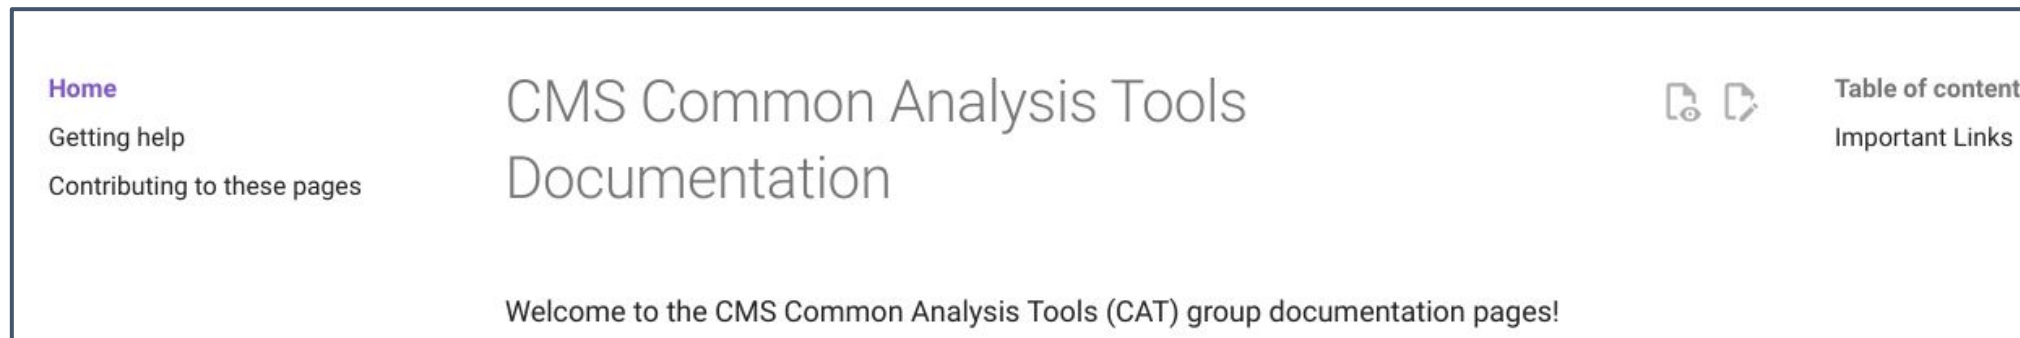 Home
Getting help
Contributing to these pages
CMS Common Analysis Tools
Documentation
Welcome to the CMS Common Analysis Tools (CAT) group documentation pages!
Table of content
Important Links